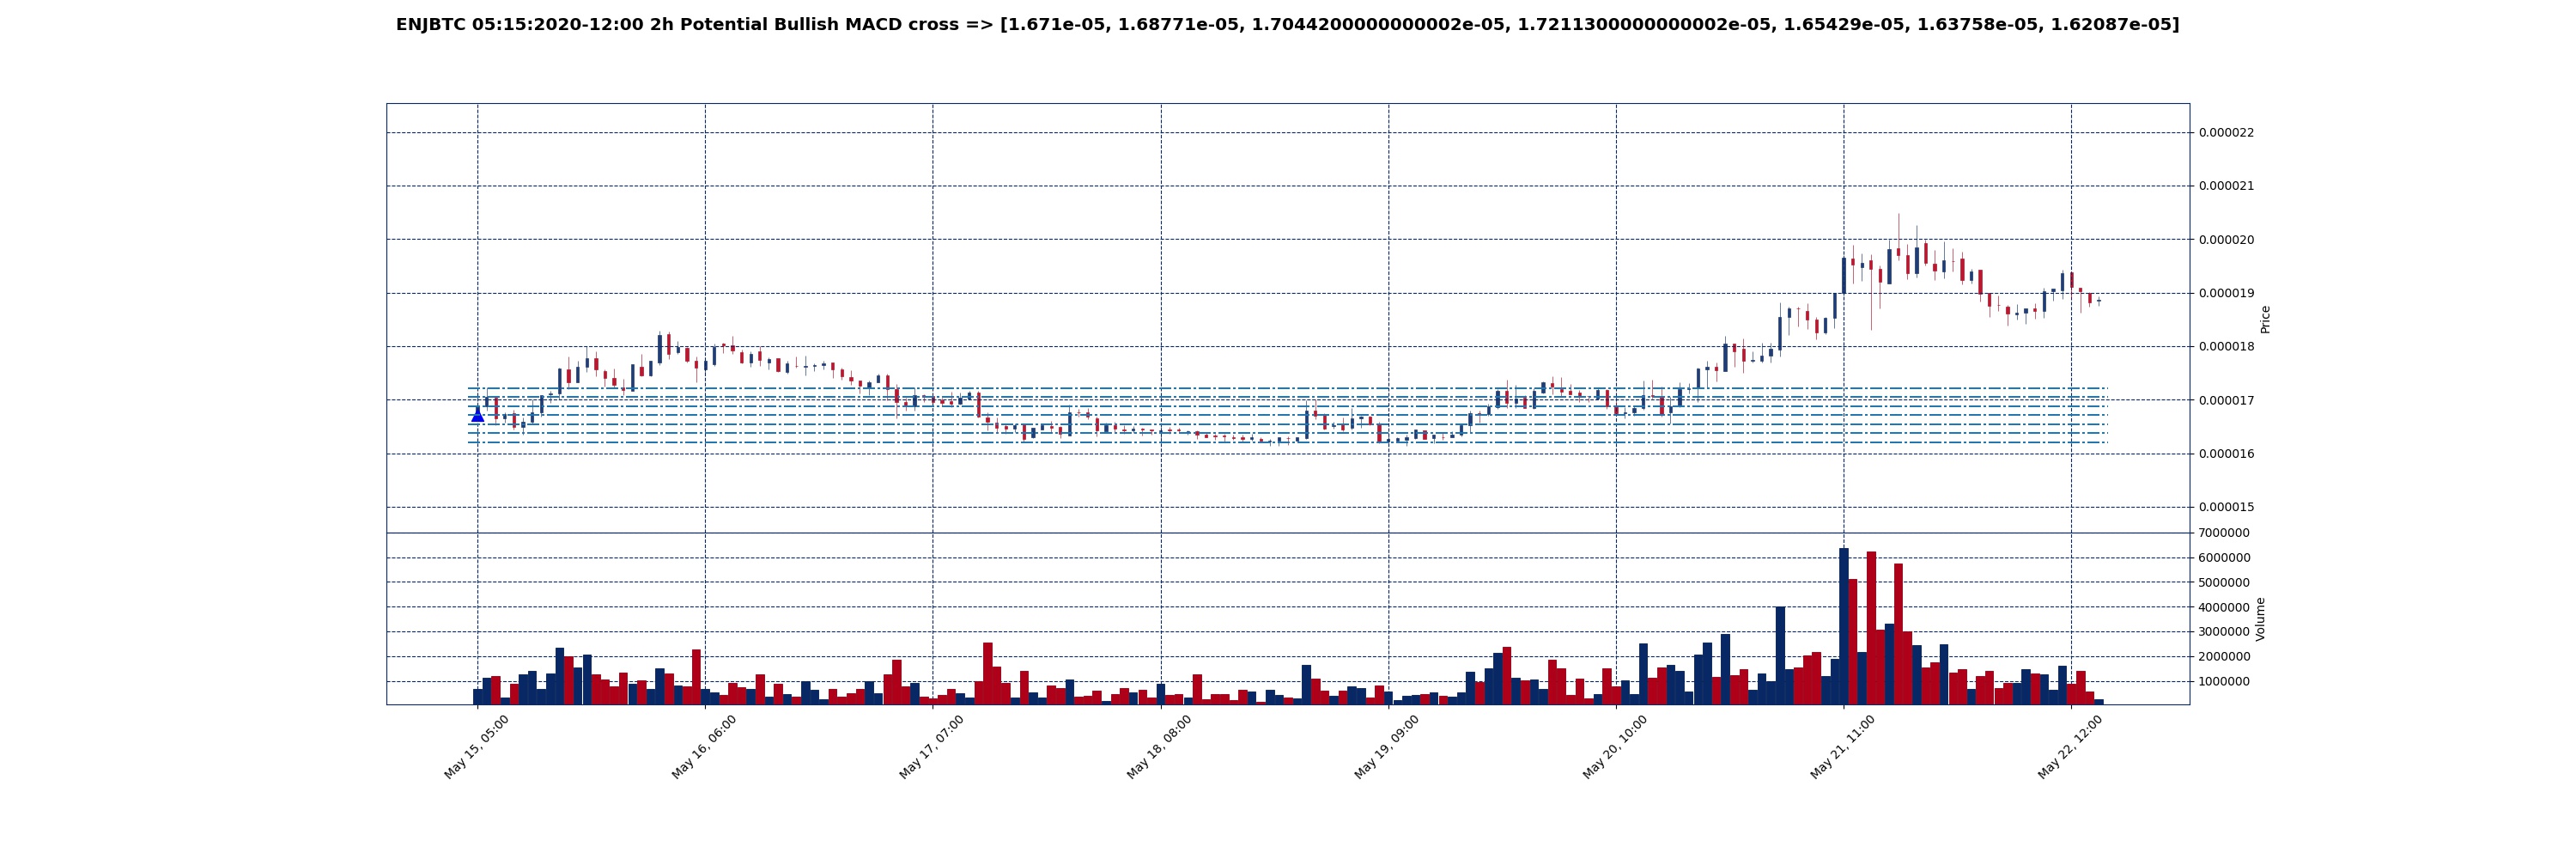 ENJBTC 05:15:2020-12:00 2h Potential Bullish MACD cross => [1.671e-05, 1.68771e-05, 1.7044200000000002e-05, 1.7211300000000002e-05, 1.65429e-05, 1.63758e-05, 1.62087e-05]
0.000022
0.000021
0.000020
0.000019
0.000018
0.000017
0.000016
0.000015
Price
7000000
6000000
5000000
4000000
3000000
2000000
1000000
Volume
May 15, 05:00
May 16, 06:00
May 17, 07:00
May 18, 08:00
May 19, 09:00
May 20, 10:00
May 21, 11:00
May 22, 12:00